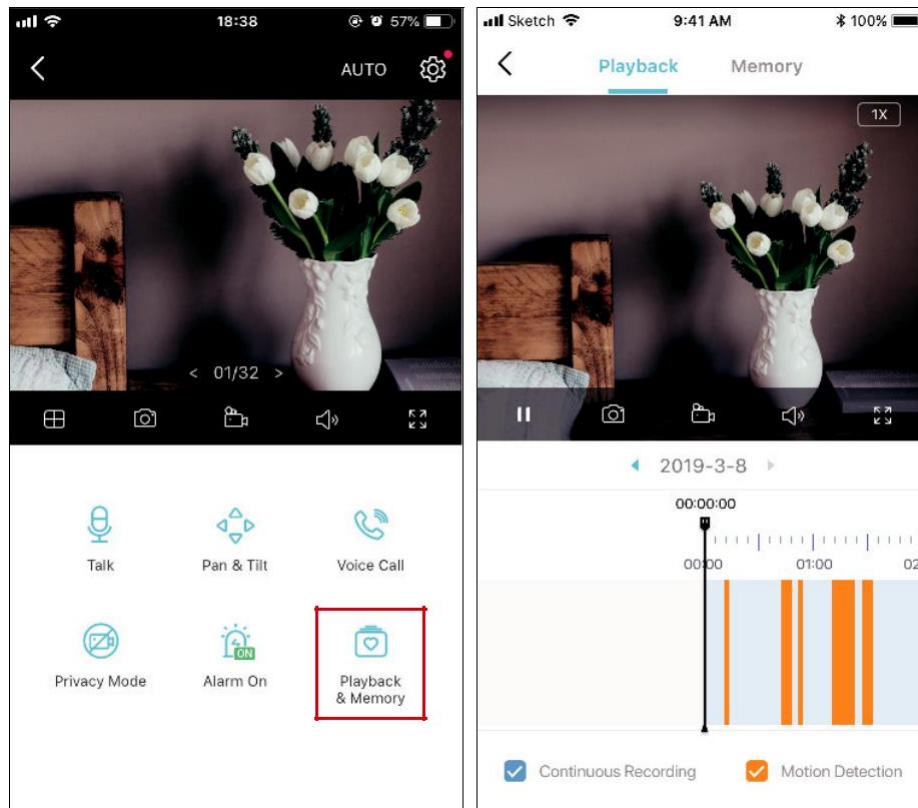 18:38
57%
AUTO
< 01/32 >
Talk
Pan & Tilt
Voice Call
Privacy Mode
ON
Alarm On
Playback
& Memory
Sketch
9:41 AM
100%
Playback
Memory
1X
2019-3-8
00:00:00
00:00
01:00
02
Continuous Recording
Motion Detection